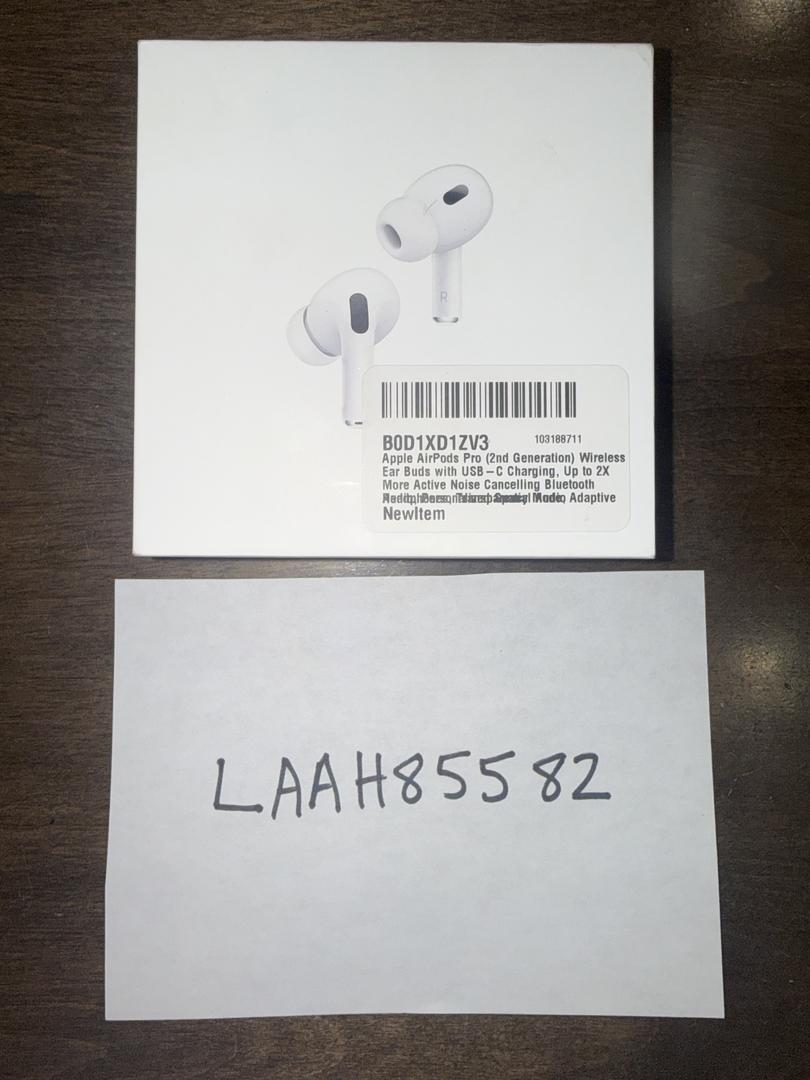 R
B0D1XD1ZV3 103188711
Apple AirPods Pro (2nd Generation) Wireless
Ear Buds with USB-C Charging, Up to 2X
More Active Noise Cancelling Bluetooth
Adaptive
NewItem
LAAH85582